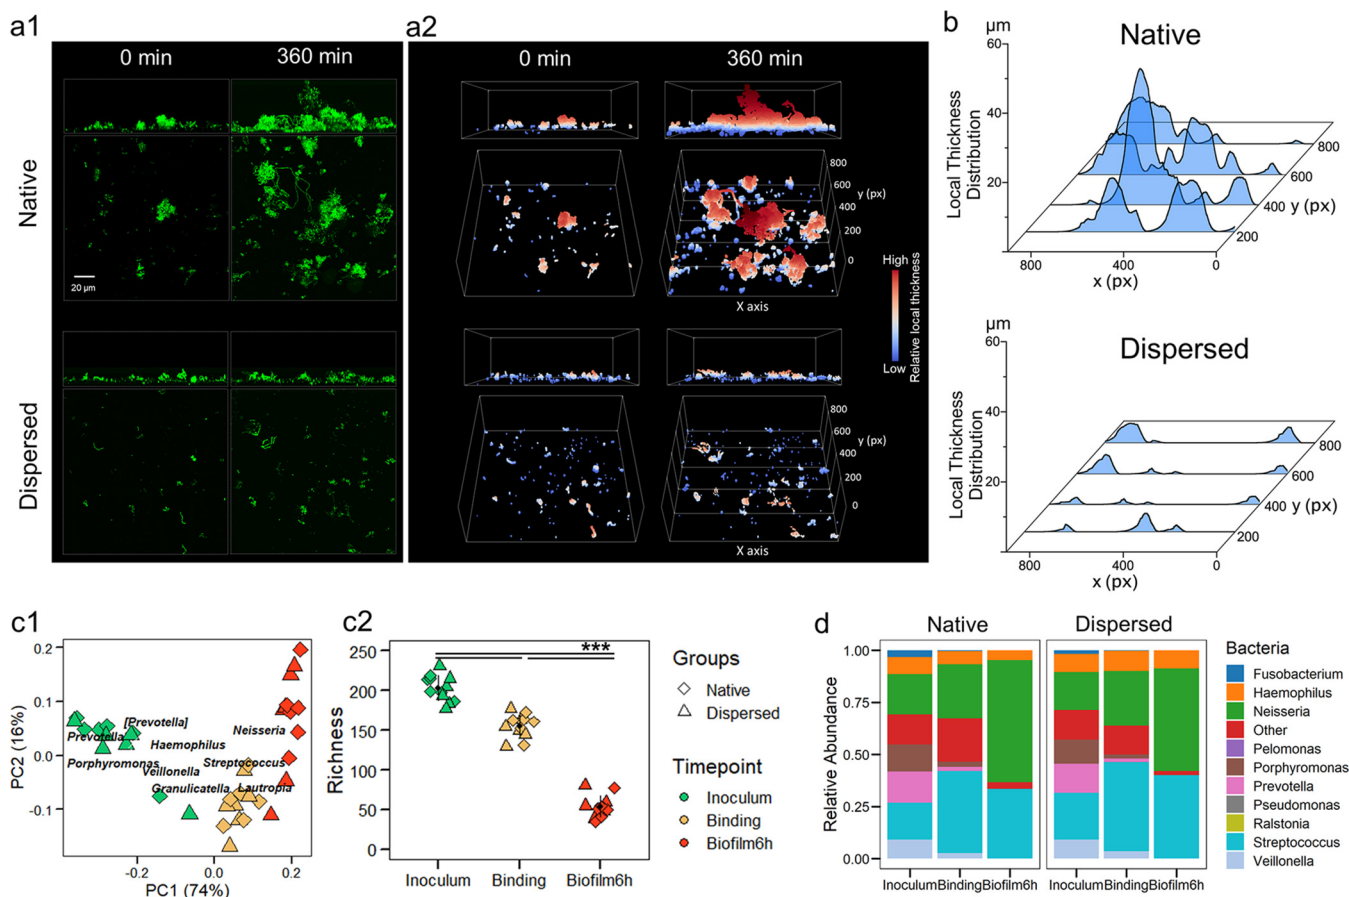 a1
0 min
360 min
Native
20 µm
Dispersed
a2
0 min
360 min
800
600
y (px)
400
200
0
X axis
High
Relative local thickness
Low
800
600
y (px)
400
200
0
X axis
b
µm
Native
60
40
20
Local Thickness
Distribution
800
600
400
y (px)
200
800
400
0
x (px)
µm
Dispersed
60
40
20
Local Thickness
Distribution
800
600
400
y (px)
200
800
400
0
x (px)
c1
0.2
0.1
0.0
-0.1
PC2 (16%)
[Prevotella]
Prevotella
Neisseria
Haemophilus
Porphyromonas
Streptococcus
Veillonella
Granulicatella
Lautropia
-0.2
0.0
0.2
PC1 (74%)
c2
250
200
150
100
50
0
Richness
***
Inoculum
Binding
Biofilm6h
Groups
Native
Dispersed
Timepoint
Inoculum
Binding
Biofilm6h
d
Native
Dispersed
1.00
0.75
0.50
0.25
0.00
Relative Abundance
Inoculum
Binding
Biofilm6h
Inoculum
Binding
Biofilm6h
Bacteria
Fusobacterium
Haemophilus
Neisseria
Other
Pelomonas
Porphyromonas
Prevotella
Pseudomonas
Ralstonia
Streptococcus
Veillonella